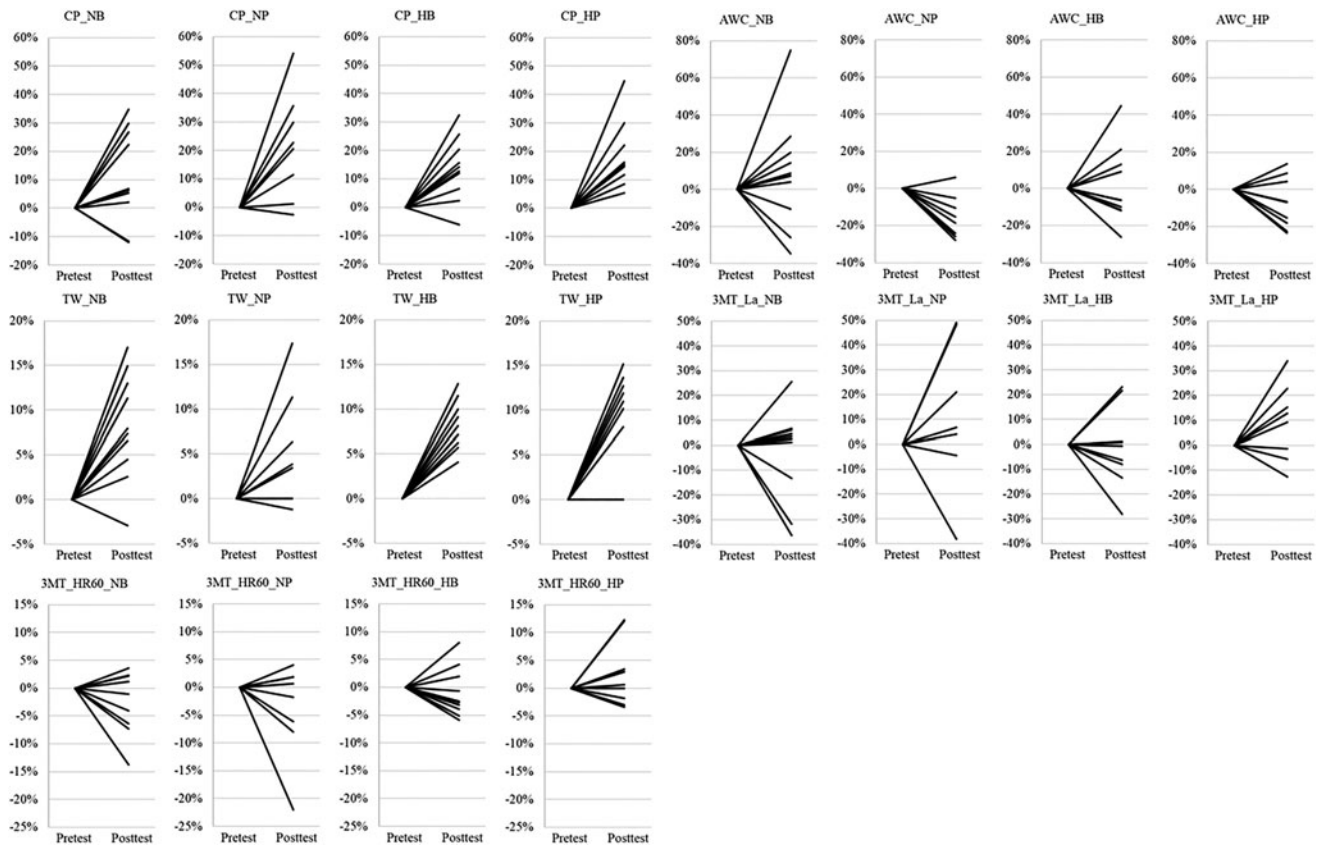 CP_NB CP_NP CP_HB CP_HP AWC_NB AWC_NP AWC_HB AWC_HP
60% 60% 60% 60% 80% 80% 80% 80%
50% 50% 50% 50% 60% 60% 60% 60%
40% 40% 40% 40% 40% 40% 40% 40%
30% 30% 30% 30% 20% 20% 20% 20%
20% 20% 20% 20% 0% 0% 0% 0%
10% 10% 10% 10% -20% -20% -20% -20%
0% 0% 0% 0% -40% -40% -40% -40%
-10% -10% -10% -10%
-20% -20% -20% -20%
Pretest Posttest Pretest Posttest Pretest Posttest Pretest Posttest Pretest Posttest Pretest Posttest Pretest Posttest Pretest Posttest
TW_NB TW_NP TW_HB TW_HP 3MT_La_NB 3MT_La_NP 3MT_La_HB 3MT_La_HP
20% 20% 20% 20% 50% 50% 50% 50%
15% 15% 15% 15% 40% 40% 40% 40%
10% 10% 10% 10% 30% 30% 30% 30%
5% 5% 5% 5% 20% 20% 20% 20%
0% 0% 0% 0% 10% 10% 10% 10%
-5% -5% -5% -5% 0% 0% 0% 0%
-10% -10% -10% -10%
-20% -20% -20% -20%
-30% -30% -30% -30%
-40% -40% -40% -40%
Pretest Posttest Pretest Posttest Pretest Posttest Pretest Posttest Pretest Posttest Pretest Posttest Pretest Posttest Pretest Posttest
3MT_HR60_NB 3MT_HR60_NP 3MT_HR60_HB 3MT_HR60_HP
15% 15% 15% 15%
10% 10% 10% 10%
5% 5% 5% 5%
0% 0% 0% 0%
-5% -5% -5% -5%
-10% -10% -10% -10%
-15% -15% -15% -15%
-20% -20% -20% -20%
-25% -25% -25% -25%
Pretest Posttest Pretest Posttest Pretest Posttest Pretest Posttest